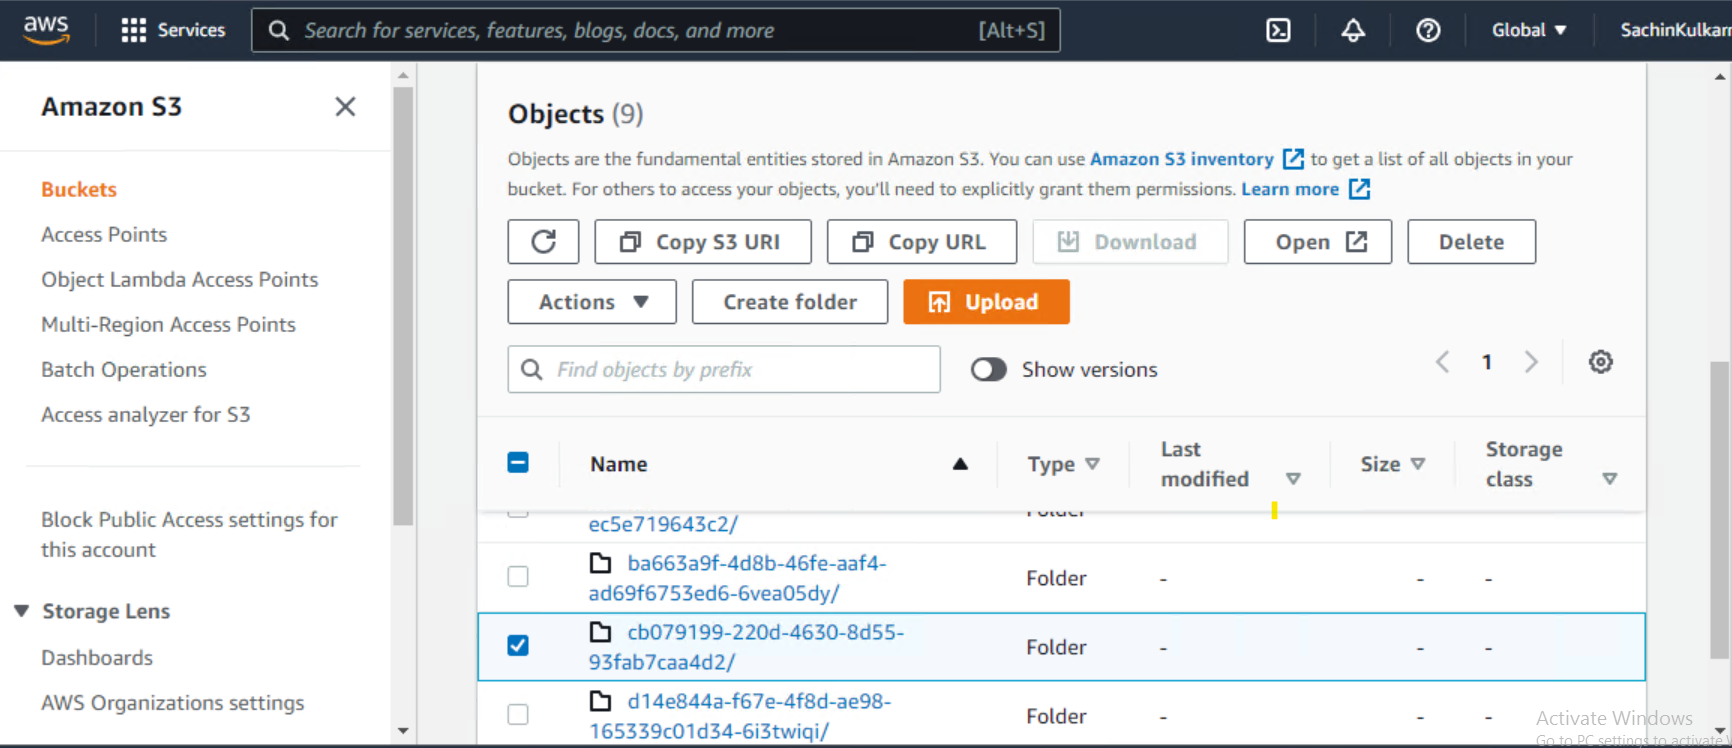 aws
Services
Search for services, features, blogs, docs, and more
[Alt+S]
Global ▼
Amazon S3
Buckets
Access Points
Object Lambda Access Points
Multi-Region Access Points
Batch Operations
Access analyzer for S3
Block Public Access settings for
this account
Storage Lens
Dashboards
AWS Organizations settings
Objects (9)
Objects are the fundamental entities stored in Amazon S3. You can use Amazon S3 inventory to get a list of all objects in your
bucket. For others to access your objects, you'll need to explicitly grant them permissions. Learn more
Copy S3 URI
Copy URL
Download
Open
Delete
Actions
Create folder
Upload
Find objects by prefix
Show versions
1
Name
Type
Last
modified
Size
Storage
class
ec5e719643c2/
Folder
ba663a9f-4d8b-46fe-aaf4-
ad69f6753ed6-6vea05dy/
Folder
-
-
-
cb079199-220d-4630-8d55-
93fab7caa4d2/
Folder
-
-
-
d14e844a-f67e-4f8d-ae98-
165339c01d34-6i3twiqi/
Folder
-
-
-
Activate Windows
Go to PC settings to activate